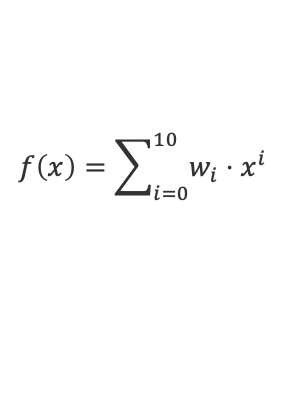 f(x) = ∑_{i=0}^{10} w_i · x^i